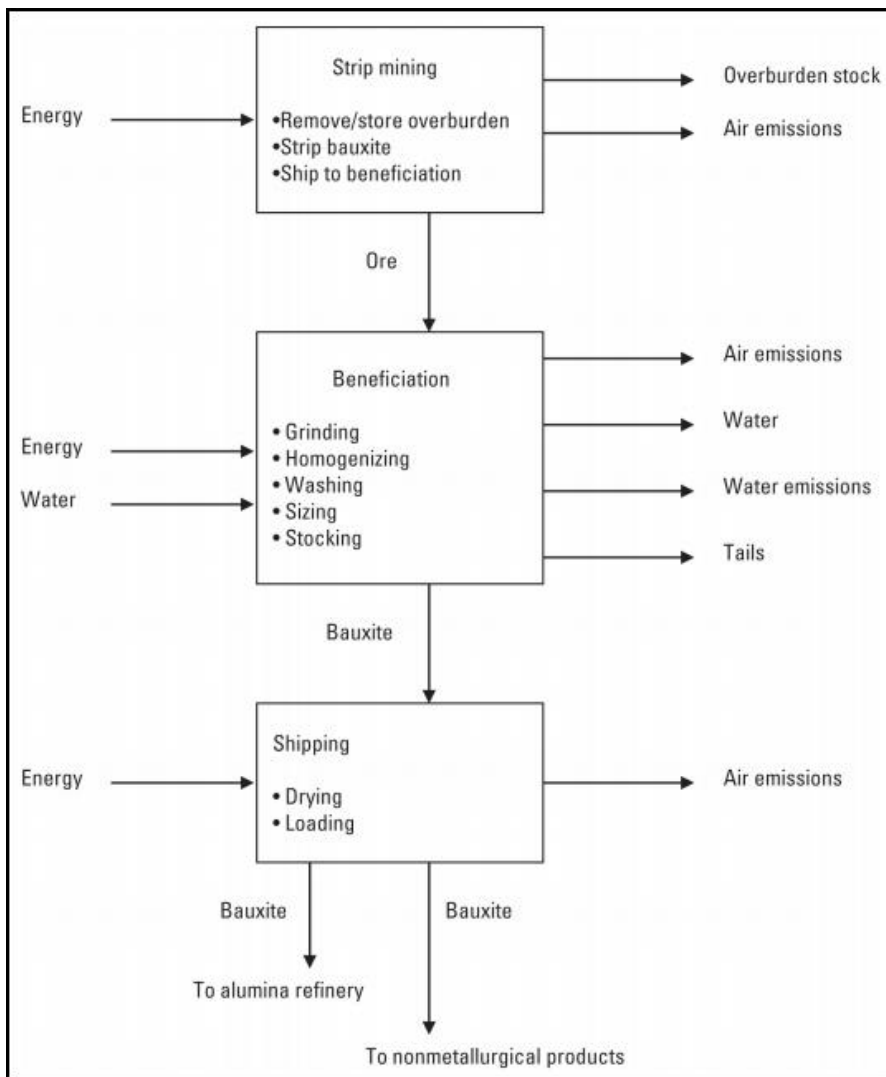 Strip mining
Overburden stock
Energy
•Remove/store overburden
Air emissions
•Strip bauxite
•Ship to beneficiation
Ore
Air emissions
Beneficiation
Water
• Grinding
Energy
• Homogenizing
• Washing
Water emissions
Water
• Sizing
• Stocking
Tails
Bauxite
Shipping
Energy
Air emissions
• Drying
• Loading
Bauxite
Bauxite
To alumina refinery
To nonmetallurgical products